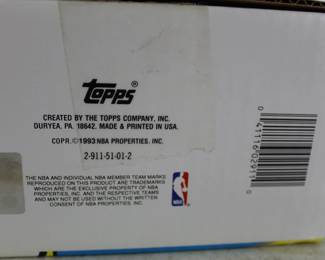 Topps®
CREATED BY THE TOPPS COMPANY, INC.
DURYEA, PA. 18642. MADE & PRINTED IN USA.
COPR. © 1993 NBA PROPERTIES, INC.
2-911-51-01-2
THE NBA AND INDIVIDUAL NBA MEMBER TEAM MARKS
REPRODUCED ON THIS PRODUCT ARE TRADEMARKS
WHICH ARE THE EXCLUSIVE PROPERTY OF NBA
PROPERTIES, INC. AND THE RESPECTIVE TEAMS
AND MAY NOT BE USED WITHOUT THE WRITTEN
CONSENT OF NBA PROPERTIES, INC.
NBA